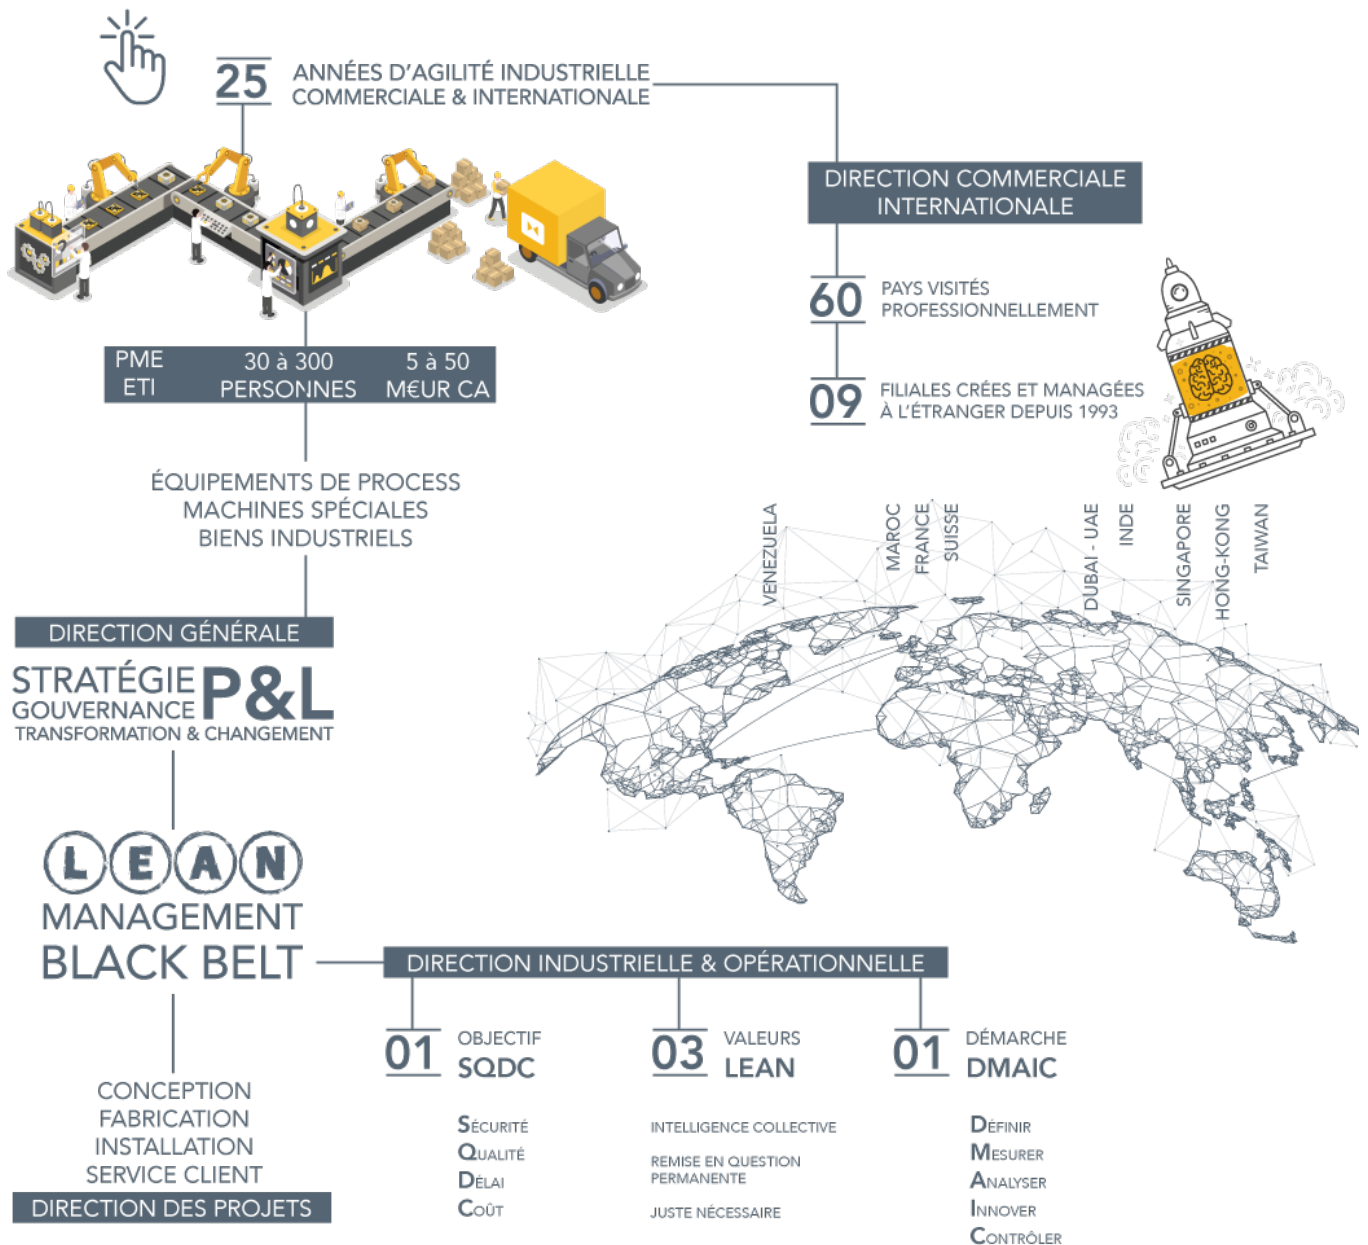 25
ANNÉES D'AGILITÉ INDUSTRIELLE
COMMERCIALE & INTERNATIONALE
DIRECTION COMMERCIALE
INTERNATIONALE
60
PAYS VISITÉS
PROFESSIONNELLEMENT
09
FILIALES CRÉES ET MANAGÉES
À L'ÉTRANGER DEPUIS 1993
PME
ETI
30 à 300
PERSONNES
5 à 50
M€UR CA
ÉQUIPEMENTS DE PROCESS
MACHINES SPÉCIALES
BIENS INDUSTRIELS
VENEZUELA
MAROC
FRANCE
SUISSE
DUBAI - UAE
INDE
SINGAPORE
HONG-KONG
TAIWAN
DIRECTION GÉNÉRALE
STRATÉGIE
GOUVERNANCE
P&L
TRANSFORMATION & CHANGEMENT
LEAN
MANAGEMENT
BLACK BELT
DIRECTION INDUSTRIELLE & OPÉRATIONNELLE
01
OBJECTIF
SQDC
SÉCURITÉ
QUALITÉ
DÉLAI
COÛT
03
VALEURS
LEAN
INTELLIGENCE COLLECTIVE
REMISE EN QUESTION
PERMANENTE
JUSTE NÉCESSAIRE
01
DÉMARCHE
DMAIC
DÉFINIR
MESURER
ANALYSER
INNOVER
CONTRÔLER
CONCEPTION
FABRICATION
INSTALLATION
SERVICE CLIENT
DIRECTION DES PROJETS